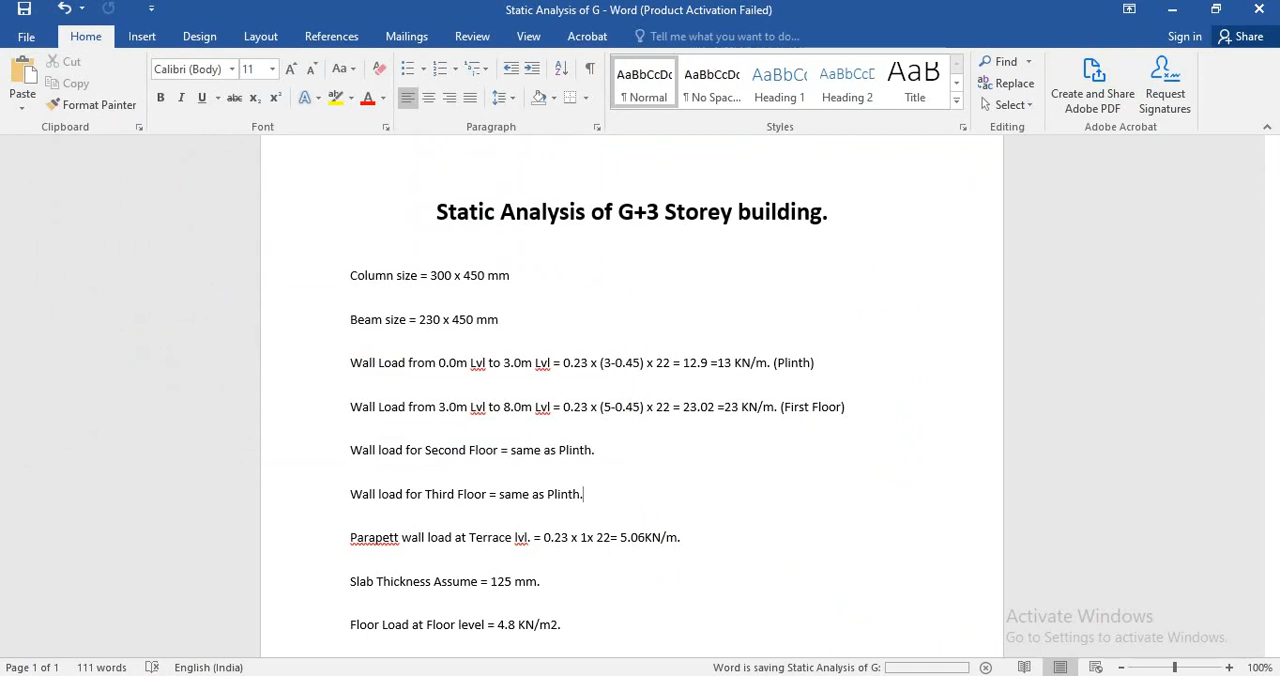 Static Analysis of G - Word (Product Activation Failed)
File Home Insert Design Layout References Mailings Review View Acrobat Tell me what you want to do... Sign in Share
Paste
Cut
Copy
Format Painter
Clipboard
Calibri (Body) 11
Font
Paragraph
AaBbCcDc AaBbCcDc AaBbCc AaBbCcD AaB
¶ Normal ¶ No Spac... Heading 1 Heading 2 Title
Styles
Find
Replace
Select
Editing
Create and Share Adobe PDF
Request Signatures
Adobe Acrobat
Static Analysis of G+3 Storey building.
Column size = 300 x 450 mm
Beam size = 230 x 450 mm
Wall Load from 0.0m Lvl to 3.0m Lvl = 0.23 x (3-0.45) x 22 = 12.9 =13 KN/m. (Plinth)
Wall Load from 3.0m Lvl to 8.0m Lvl = 0.23 x (5-0.45) x 22 = 23.02 =23 KN/m. (First Floor)
Wall load for Second Floor = same as Plinth.
Wall load for Third Floor = same as Plinth.
Parapett wall load at Terrace lvl. = 0.23 x 1x 22= 5.06KN/m.
Slab Thickness Assume = 125 mm.
Floor Load at Floor level = 4.8 KN/m2.
Activate Windows
Go to Settings to activate Windows.
Page 1 of 1 111 words English (India) Word is saving Static Analysis of G: 100%